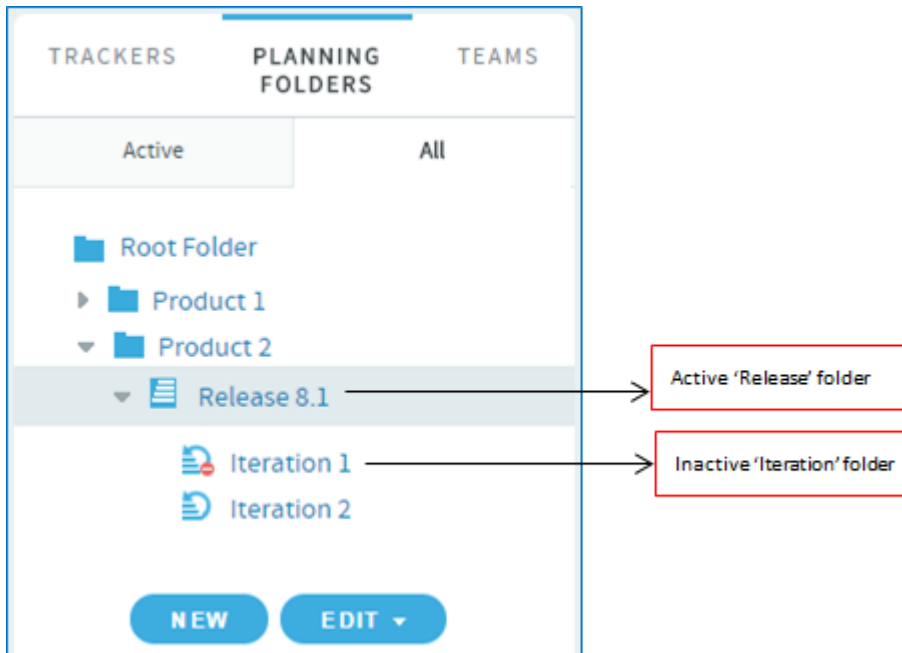 TRACKERS
PLANNING
FOLDERS
TEAMS
Active
All
Root Folder
Product 1
Product 2
Release 8.1
Active ‘Release’ folder
Iteration 1
Inactive ‘Iteration’ folder
Iteration 2
NEW
EDIT